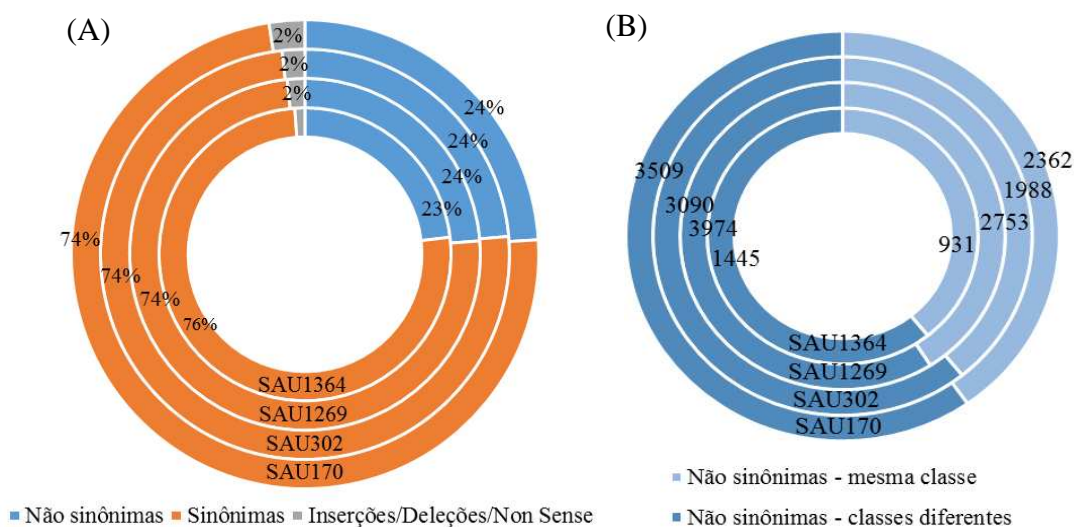 (A)
2%
2%
2%
24%
24%
24%
23%
74%
74%
74%
76%
SAU1364
SAU1269
SAU302
SAU170
Não sinônimas
Sinônimas
Inserções/Deleções/Non Sense
(B)
3509
3090
3974
1445
2362
1988
2753
931
SAU1364
SAU1269
SAU302
SAU170
Não sinônimas - mesma classe
Não sinônimas - classes diferentes